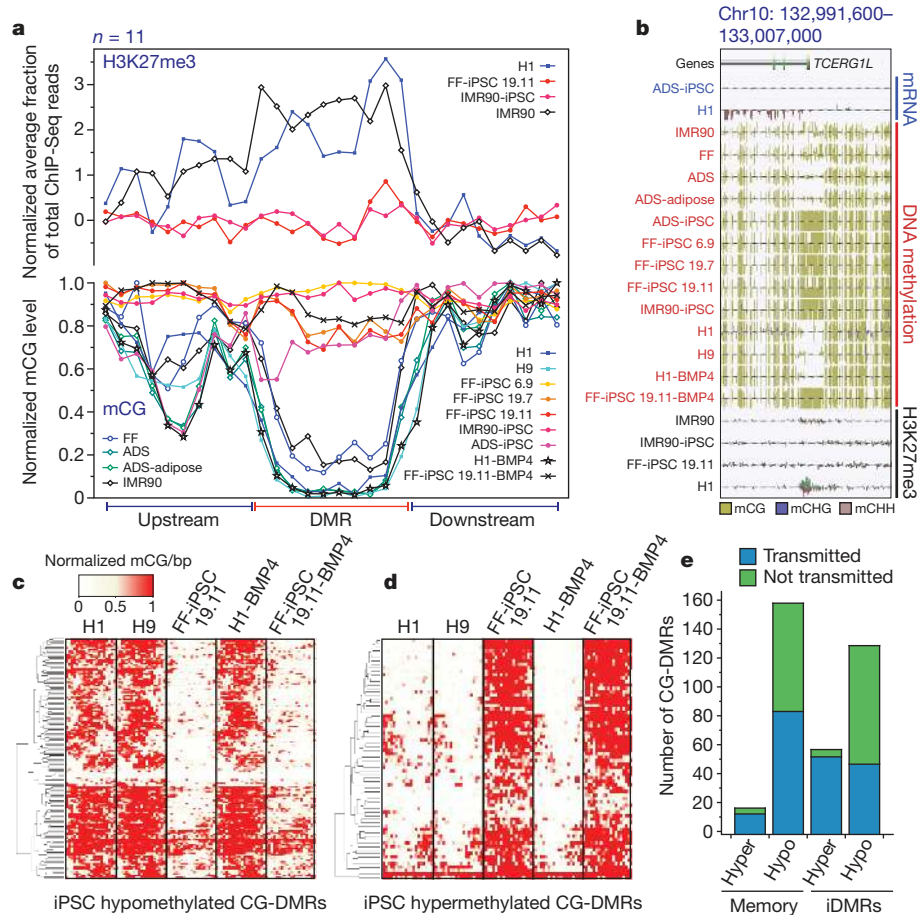 a
n = 11
H3K27me3
H1
FF-iPSC 19.11
IMR90-iPSC
IMR90
Normalized average fraction
of total ChIP-Seq reads
3
2
1
0
Normalized mCG level
1.0
0.8
0.6
0.4
0.2
0
mCG
FF
ADS
ADS-adipose
IMR90
H1
H9
FF-iPSC 6.9
FF-iPSC 19.7
FF-iPSC 19.11
IMR90-iPSC
ADS-iPSC
H1-BMP4
FF-iPSC 19.11-BMP4
Upstream
DMR
Downstream
b
Chr10: 132,991,600–
133,007,000
Genes
TCERG1L
ADS-iPSC
H1
IMR90
FF
ADS
ADS-adipose
ADS-iPSC
FF-iPSC 6.9
FF-iPSC 19.7
FF-iPSC 19.11
IMR90-iPSC
H1
H9
H1-BMP4
FF-iPSC 19.11-BMP4
IMR90
IMR90-iPSC
FF-iPSC 19.11
H1
mRNA
DNA methylation
H3K27me3
mCG
mCHG
mCHH
c
Normalized mCG/bp
0
0.5
1
H1
H9
FF-iPSC
19.11
H1-BMP4
FF-iPSC
19.11-BMP4
iPSC hypomethylated CG-DMRs
d
H1
H9
FF-iPSC
19.11
H1-BMP4
FF-iPSC
19.11-BMP4
iPSC hypermethylated CG-DMRs
e
Transmitted
Not transmitted
Number of CG-DMRs
160
140
120
100
80
60
40
20
0
Hyper
Hypo
Hyper
Hypo
Memory
iDMRs